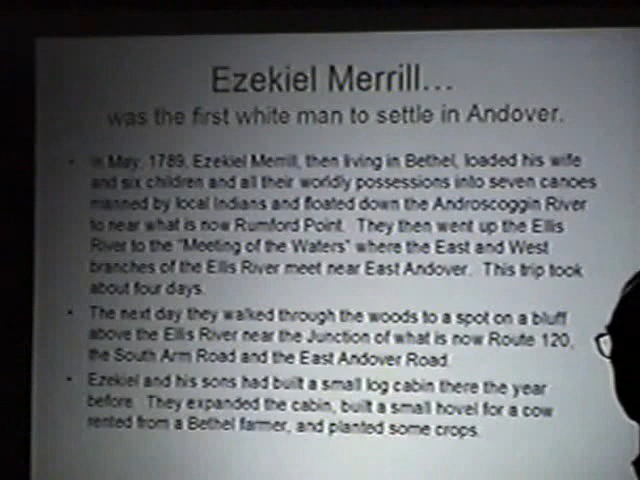 Ezekiel Merrill...
was the first white man to settle in Andover.
• In May, 1789, Ezekiel Merrill, then living in Bethel, loaded his wife
and six children and all their worldly possessions into seven canoes
manned by local Indians and floated down the Androscoggin River
to near what is now Rumford Point. They then went up the Ellis
River to the "Meeting of the Waters" where the East and West
branches of the Ellis River meet near East Andover. This trip took
about four days.
• The next day they walked through the woods to a spot on a bluff
above the Ellis River near the Junction of what is now Route 120,
the South Arm Road and the East Andover Road.
• Ezekiel and his sons had built a small log cabin there the year
before. They expanded the cabin, built a small hovel for a cow
rented from a Bethel farmer, and planted some crops.